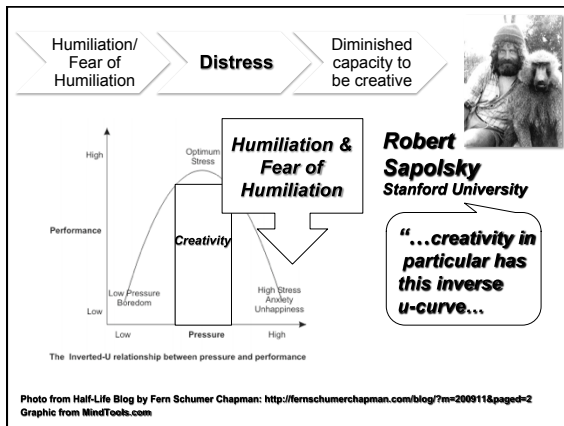 Humiliation/
Fear of
Humiliation
Distress
Diminished
capacity to
be creative
Humiliation &
Fear of
Humiliation
Robert
Sapolsky
Stanford University
“…creativity in
particular has
this inverse
u-curve…
High
Optimum
Stress
Performance
Creativity
Low Pressure
Boredom
High Stress
Anxiety
Unhappiness
Low
Low
Pressure
High
The Inverted-U relationship between pressure and performance
Photo from Half-Life Blog by Fern Schumer Chapman: http://fernschumerchapman.com/blog/?m=200911&paged=2
Graphic from MindTools.com